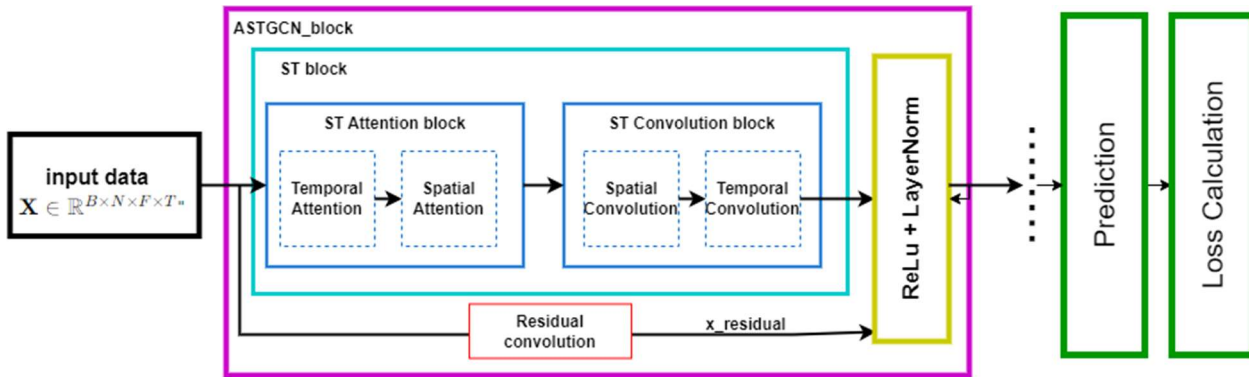 ASTGCN_block
ST block
ST Attention block
ST Convolution block
input data
X ∈ ℝ^{B×N×F×T_n}
Temporal
Attention
Spatial
Attention
Spatial
Convolution
Temporal
Convolution
ReLu + LayerNorm
Residual
convolution
x_residual
Prediction
Loss Calculation